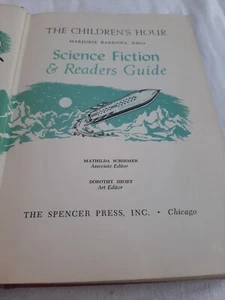 THE CHILDREN'S HOUR
MARJORIE BARROWS, Editor
Science Fiction
& Readers Guide
MATHILDA SCHIRMER
Associate Editor
DOROTHY SHORT
Art Editor
THE SPENCER PRESS, INC. • Chicago